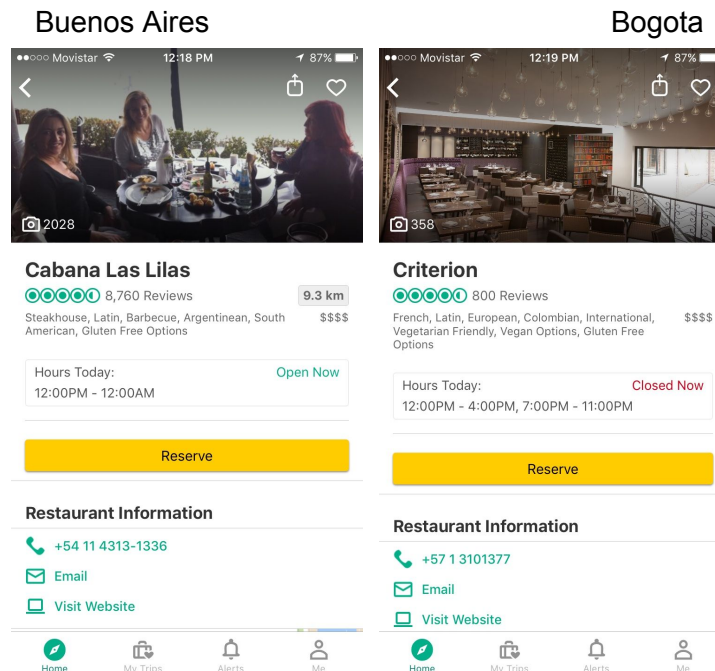 Buenos Aires
Movistar 12:18 PM 87%
2028
Cabana Las Lilas
8,760 Reviews 9.3 km
Steakhouse, Latin, Barbecue, Argentinean, South $$$$
American, Gluten Free Options
Hours Today: Open Now
12:00PM - 12:00AM
Reserve
Restaurant Information
+54 11 4313-1336
Email
Visit Website
Home My Trips Alerts Me
Bogota
Movistar 12:19 PM 87%
358
Criterion
800 Reviews
French, Latin, European, Colombian, International, $$$$
Vegetarian Friendly, Vegan Options, Gluten Free
Options
Hours Today: Closed Now
12:00PM - 4:00PM, 7:00PM - 11:00PM
Reserve
Restaurant Information
+57 1 3101377
Email
Visit Website
Home My Trips Alerts Me